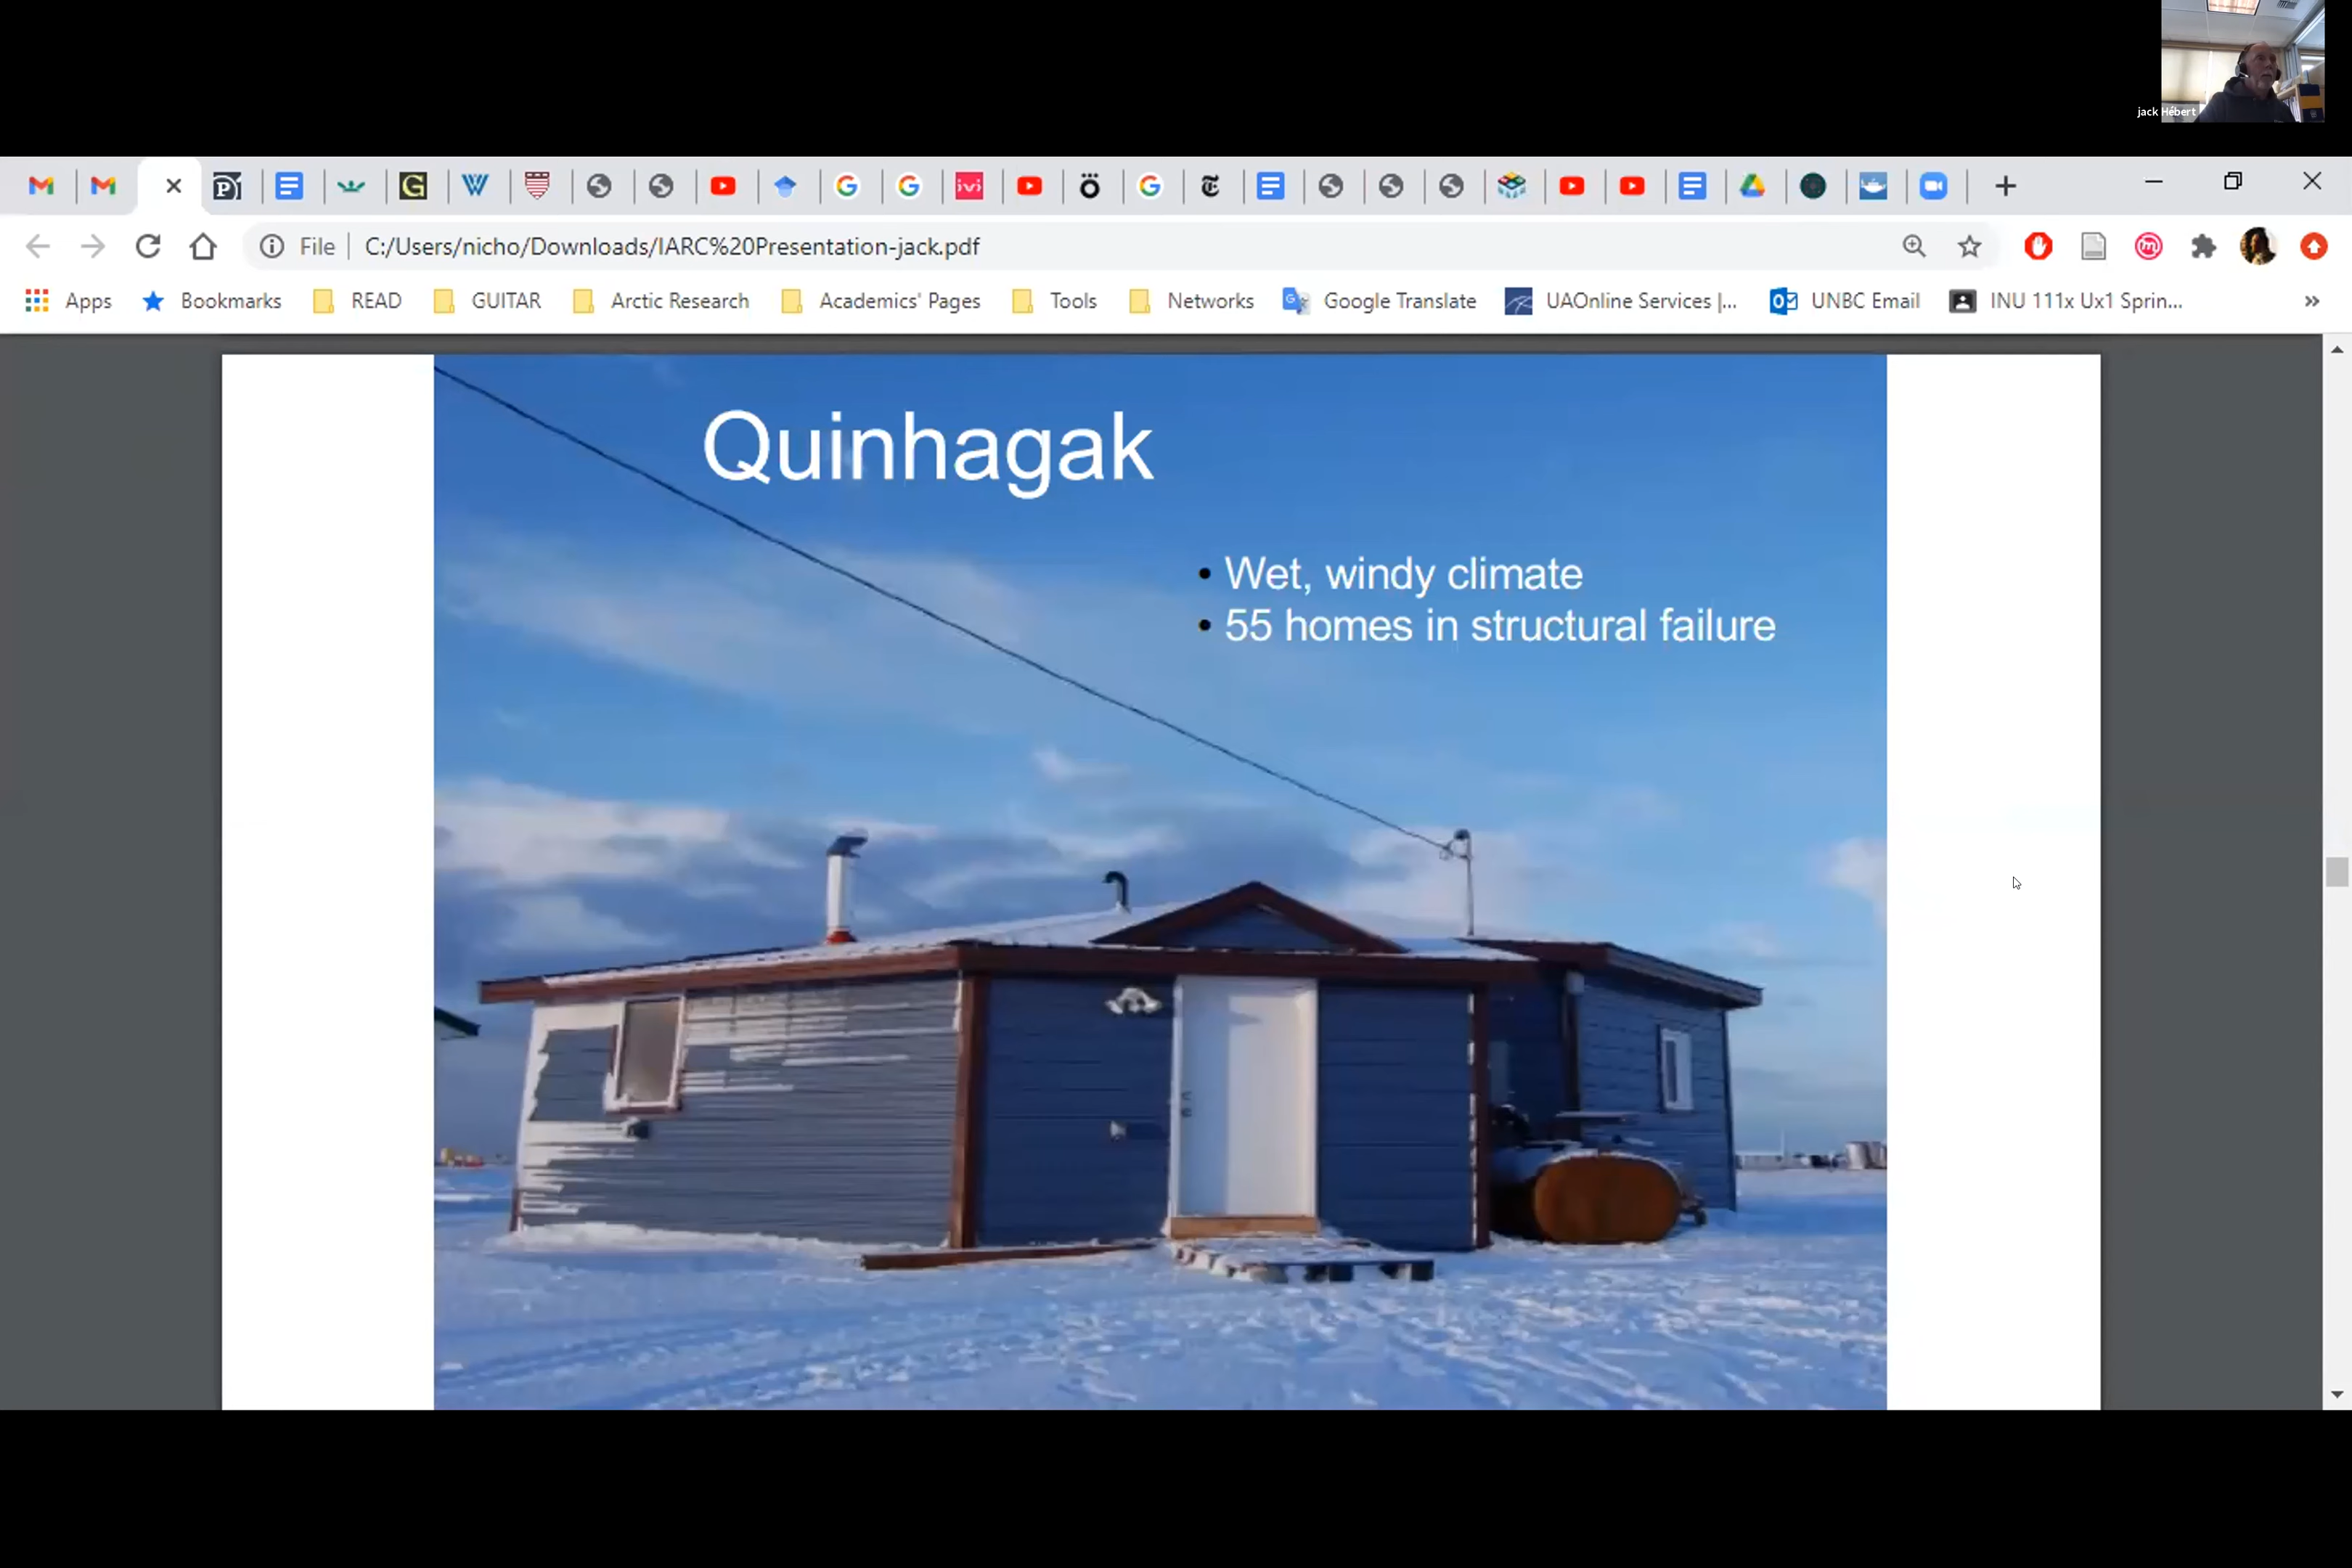 jack Hébert
File
C:/Users/nicho/Downloads/IARC%20Presentation-jack.pdf
Apps
Bookmarks
READ
GUITAR
Arctic Research
Academics' Pages
Tools
Networks
Google Translate
UAOnline Services |...
UNBC Email
INU 111x Ux1 Sprin...
»
Quinhagak
• Wet, windy climate
• 55 homes in structural failure